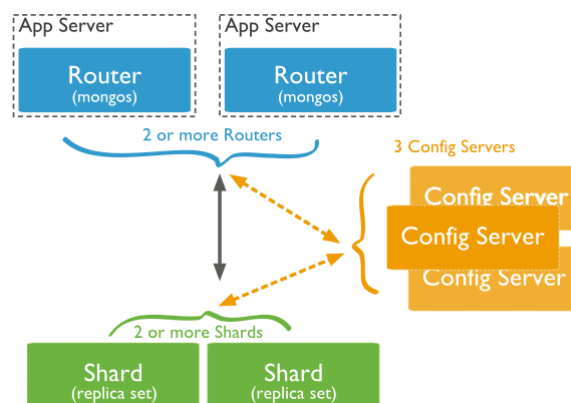 App Server
App Server
Router
(mongos)
Router
(mongos)
2 or more Routers
3 Config Servers
Config Server
Config Server
Config Server
2 or more Shards
Shard
(replica set)
Shard
(replica set)